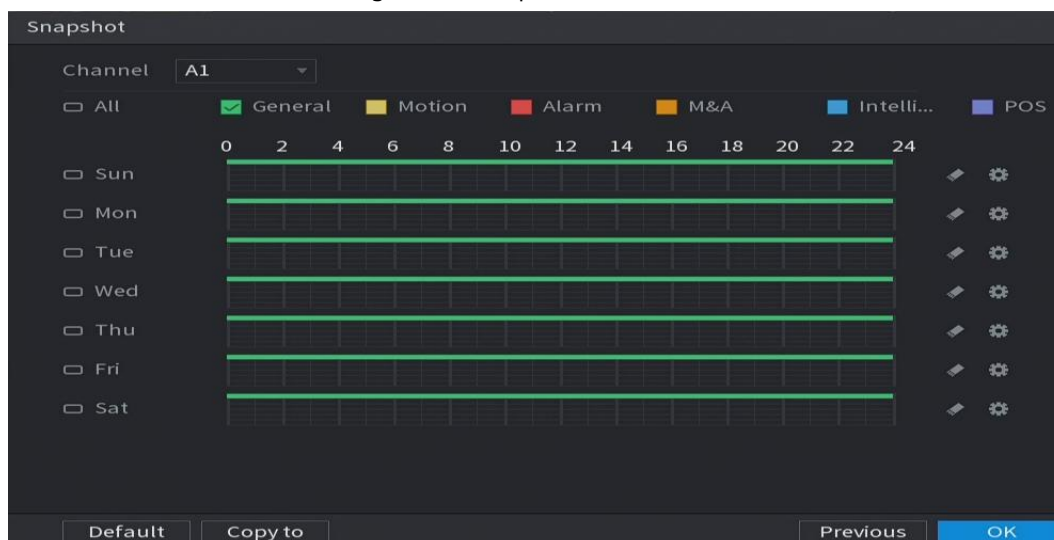 Snapshot
Channel A1
All General Motion Alarm M&A Intelli... POS
0 2 4 6 8 10 12 14 16 18 20 22 24
Sun
Mon
Tue
Wed
Thu
Fri
Sat
Default Copy to Previous OK